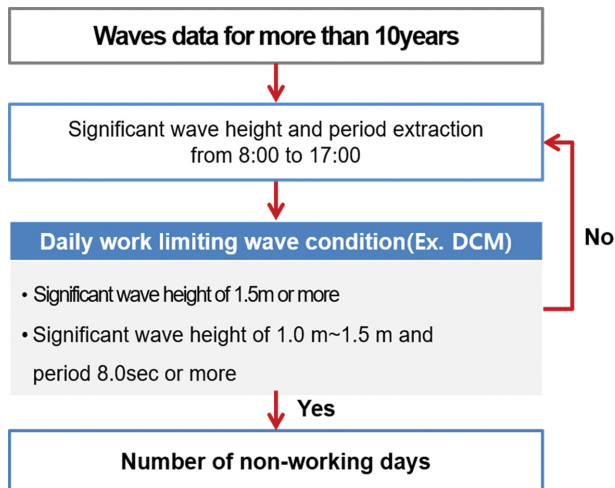 Waves data for more than 10years
Significant wave height and period extraction
from 8:00 to 17:00
Daily work limiting wave condition(Ex. DCM)
• Significant wave height of 1.5m or more
• Significant wave height of 1.0 m~1.5 m and
period 8.0sec or more
No
Yes
Number of non-working days